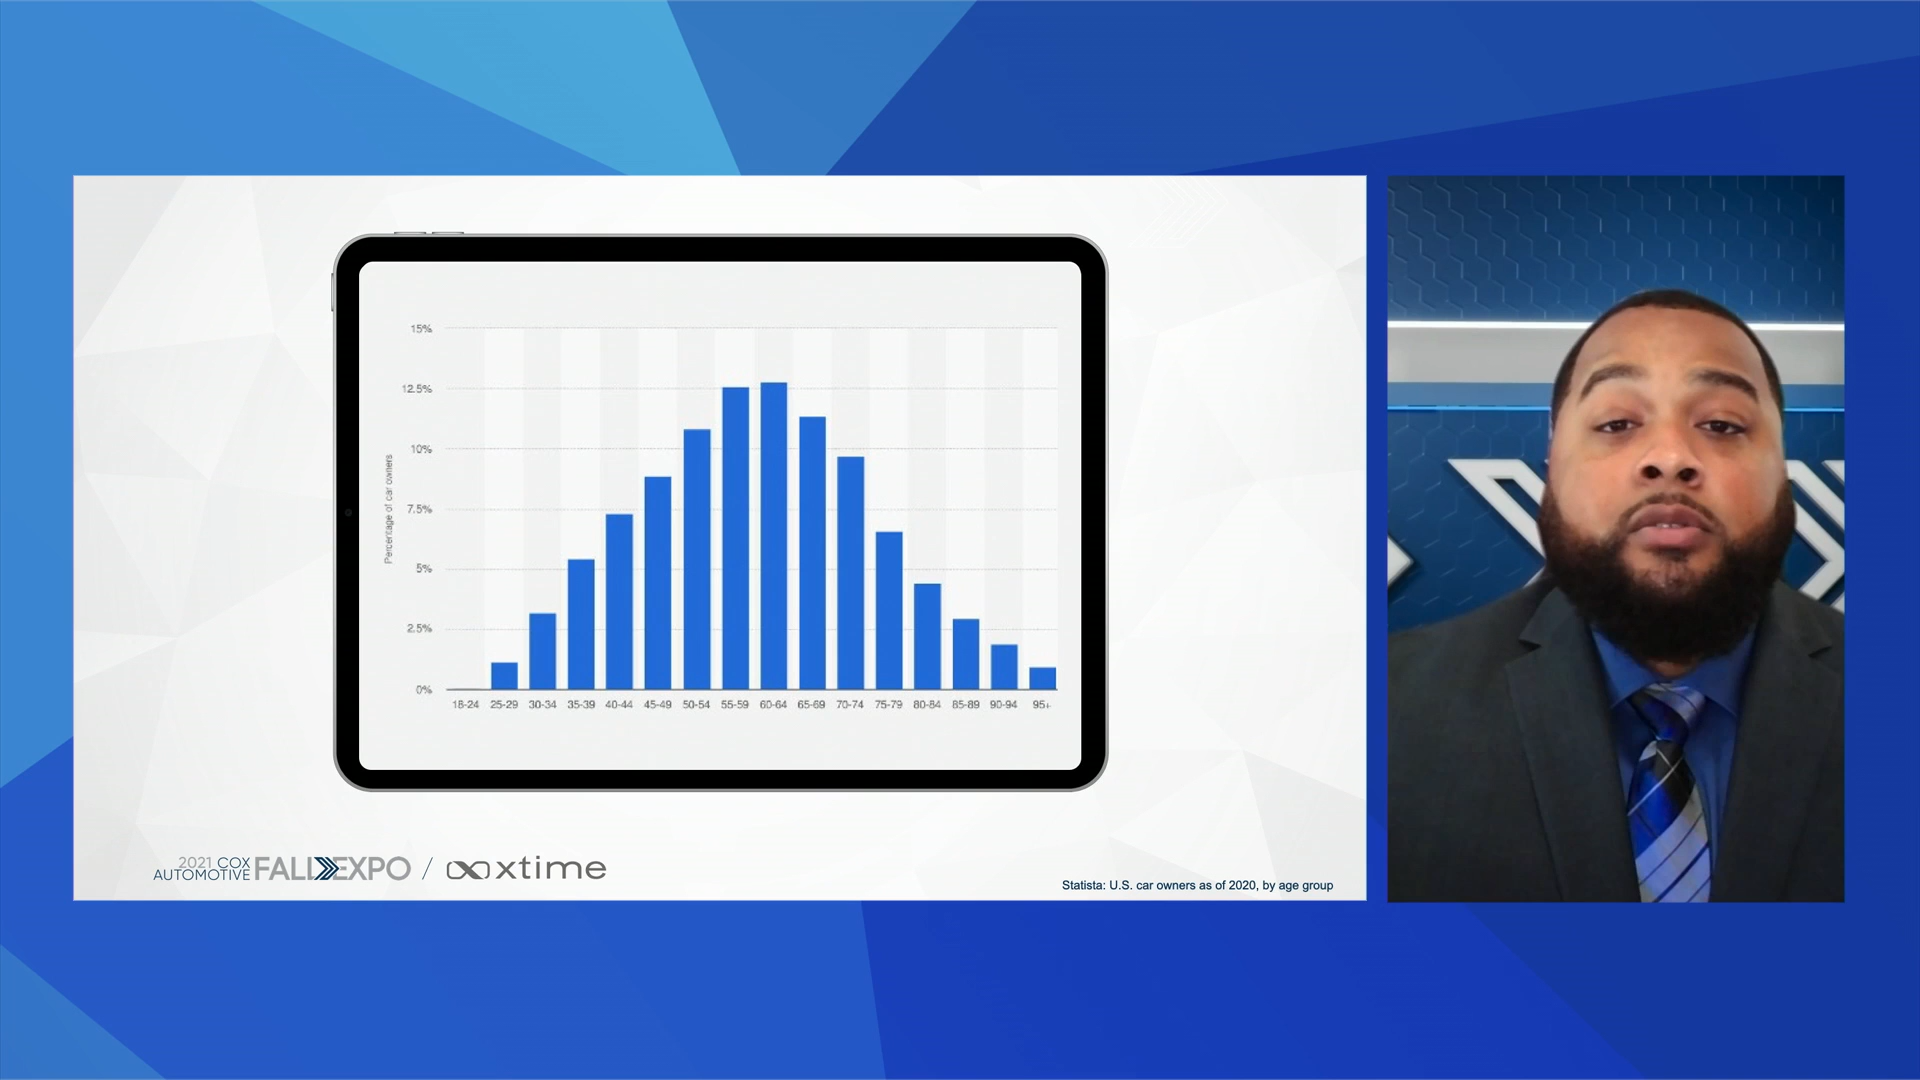 15%
12.5%
10%
7.5%
5%
2.5%
0%
Percentage of car owners
18-24 25-29 30-34 35-39 40-44 45-49 50-54 55-59 60-64 65-69 70-74 75-79 80-84 85-89 90-94 95+
2021 COX
AUTOMOTIVE FALL EXPO / xtime
Statista: U.S. car owners as of 2020, by age group